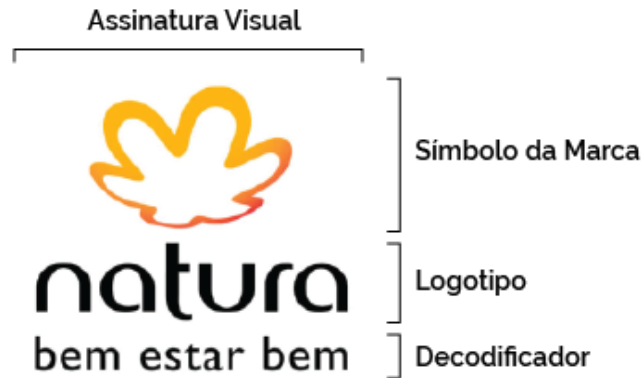 Assinatura Visual
Símbolo da Marca
natura
Logotipo
bem estar bem
Decodificador